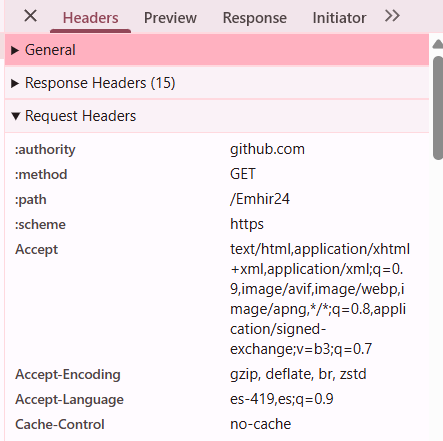 Headers Preview Response Initiator
General
Response Headers (15)
Request Headers
:authority github.com
:method GET
:path /Emhir24
:scheme https
Accept text/html,application/xhtml
+xml,application/xml;q=0.
9,image/avif,image/webp,i
mage/apng,*/*;q=0.8,appli
cation/signed-
exchange;v=b3;q=0.7
Accept-Encoding gzip, deflate, br, zstd
Accept-Language es-419,es;q=0.9
Cache-Control no-cache